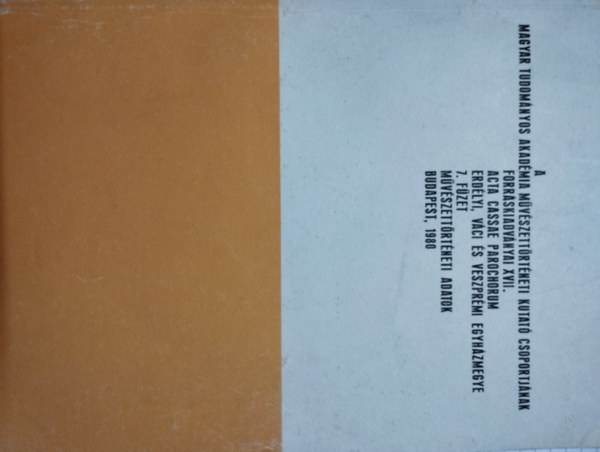 A
MAGYAR TUDOMÁNYOS AKADÉMIA MŰVÉSZETTÖRTÉNETI KUTATÓ CSOPORTJÁNAK
FORRÁSKIADVÁNYAI XVII.
ACTA CASSAE PAROCHORUM
ERDÉLYI, VÁCI ÉS VESZPRÉMI EGYHÁZMEGYE
7. FÜZET
MŰVÉSZETTÖRTÉNETI ADATOK
BUDAPEST, 1980